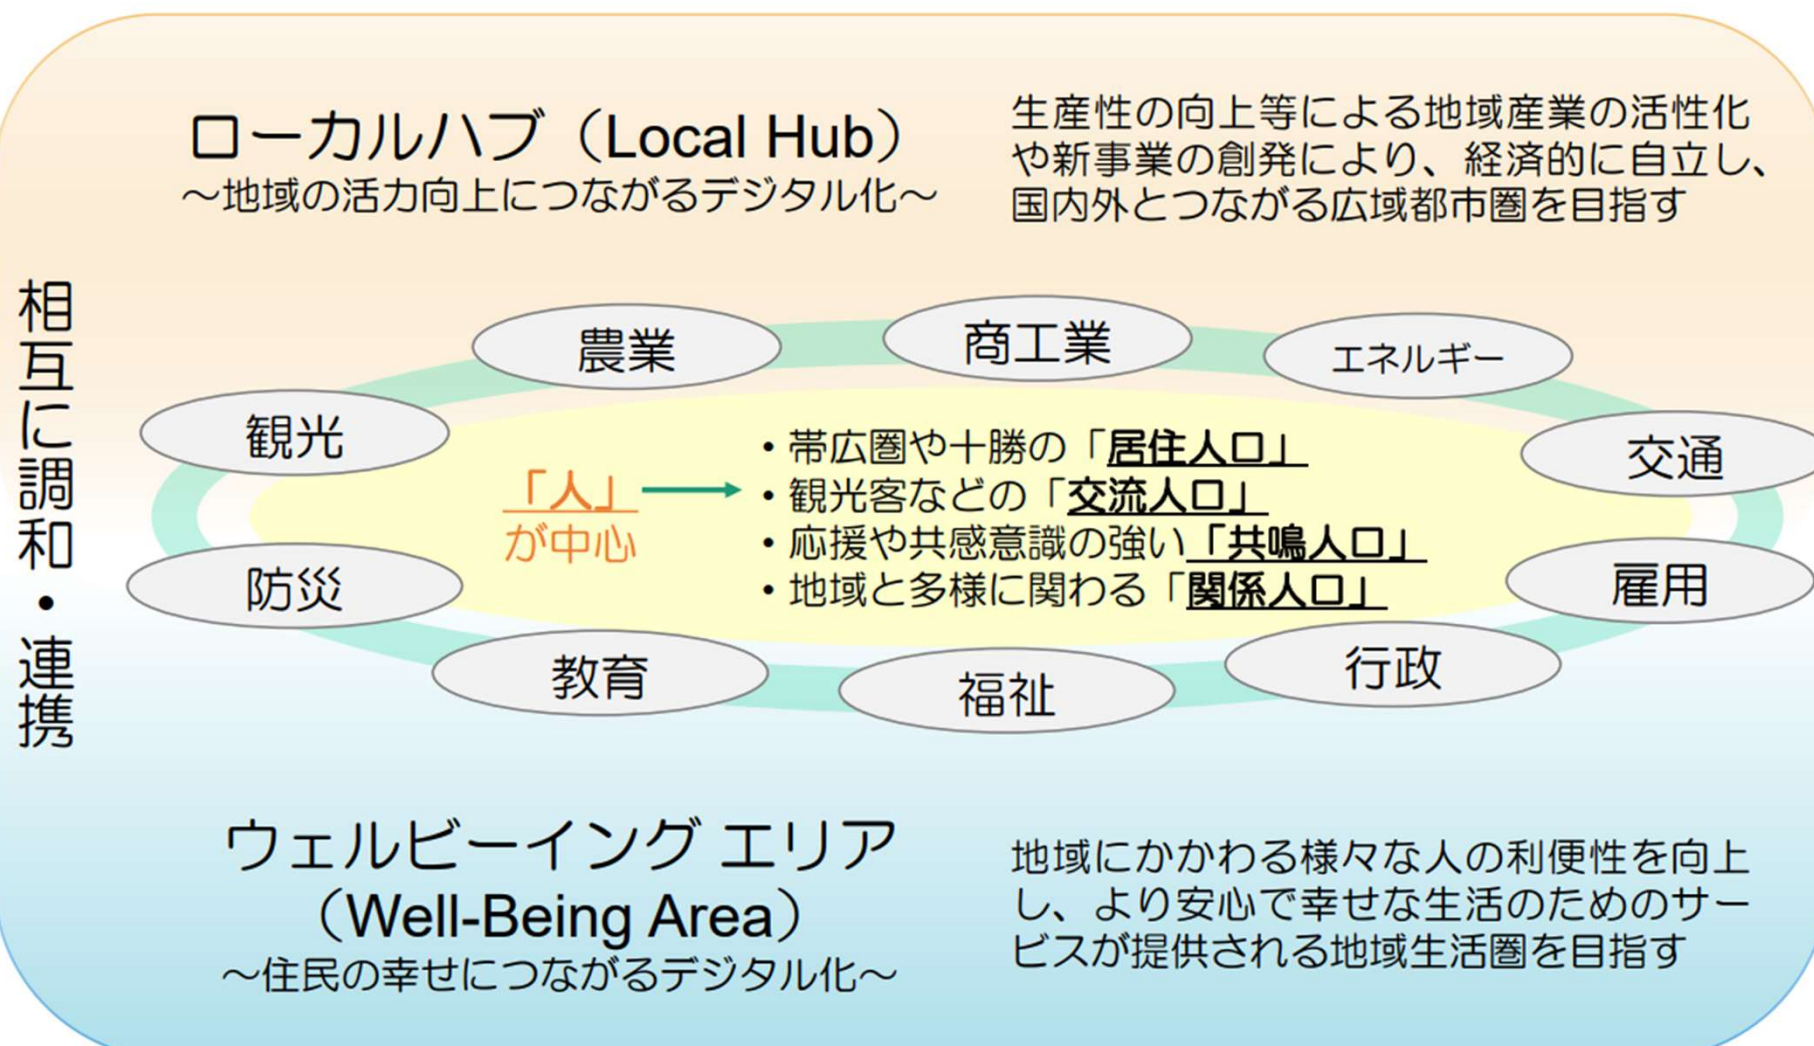 ローカルハブ（Local Hub）
～地域の活力向上につながるデジタル化～
生産性の向上等による地域産業の活性化
や新事業の創発により、経済的に自立し、
国内外とつながる広域都市圏を目指す
相互に調和・連携
農業
商工業
エネルギー
観光
交通
「人」
が中心
・帯広圏や十勝の「居住人口」
・観光客などの「交流人口」
・応援や共感意識の強い「共鳴人口」
・地域と多様に関わる「関係人口」
防災
雇用
教育
福祉
行政
ウェルビーイング エリア
（Well-Being Area）
～住民の幸せにつながるデジタル化～
地域にかかわる様々な人の利便性を向上
し、より安心で幸せな生活のためのサー
ビスが提供される地域生活圏を目指す